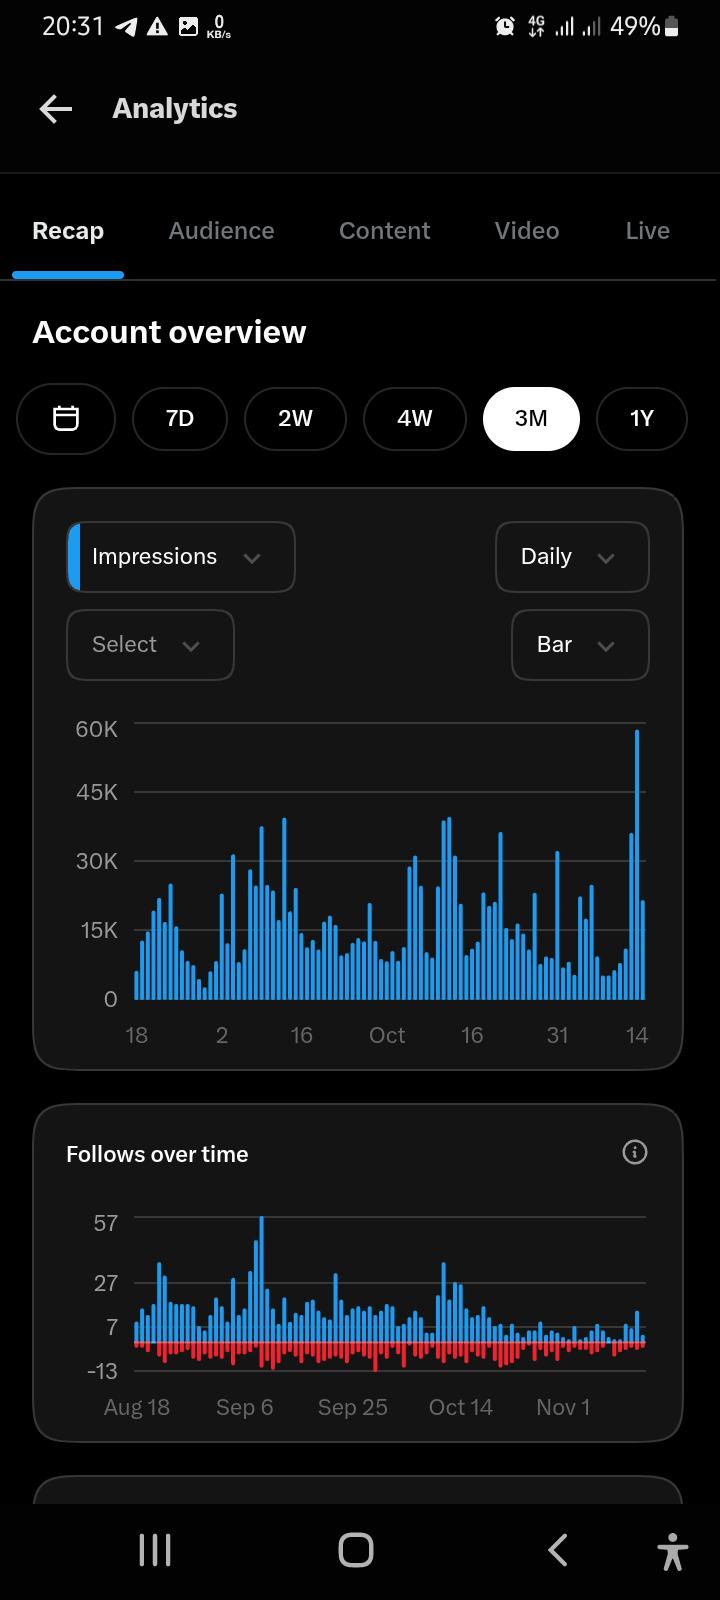 20:31 0 KB/s 4G 49%
Analytics
Recap Audience Content Video Live
Account overview
7D 2W 4W 3M 1Y
Impressions Daily
Select Bar
60K
45K
30K
15K
0
18 2 16 Oct 16 31 14
Follows over time
57
27
7
-13
Aug 18 Sep 6 Sep 25 Oct 14 Nov 1